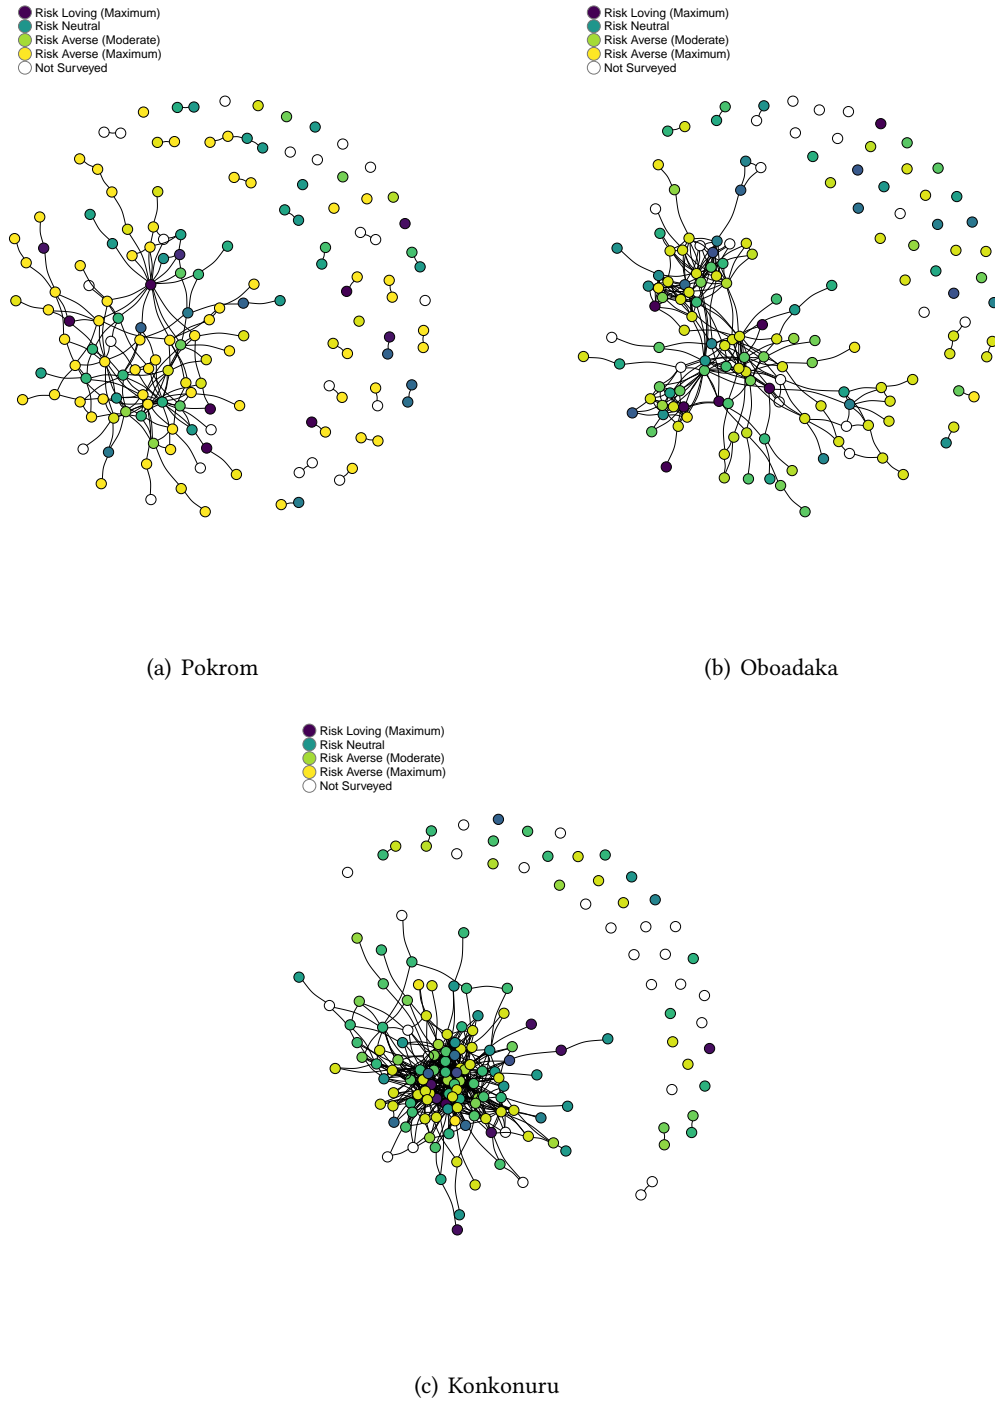 Risk Loving (Maximum)
Risk Neutral
Risk Averse (Moderate)
Risk Averse (Maximum)
Not Surveyed
Risk Loving (Maximum)
Risk Neutral
Risk Averse (Moderate)
Risk Averse (Maximum)
Not Surveyed
(a) Pokrom
(b) Oboadaka
Risk Loving (Maximum)
Risk Neutral
Risk Averse (Moderate)
Risk Averse (Maximum)
Not Surveyed
(c) Konkonuru